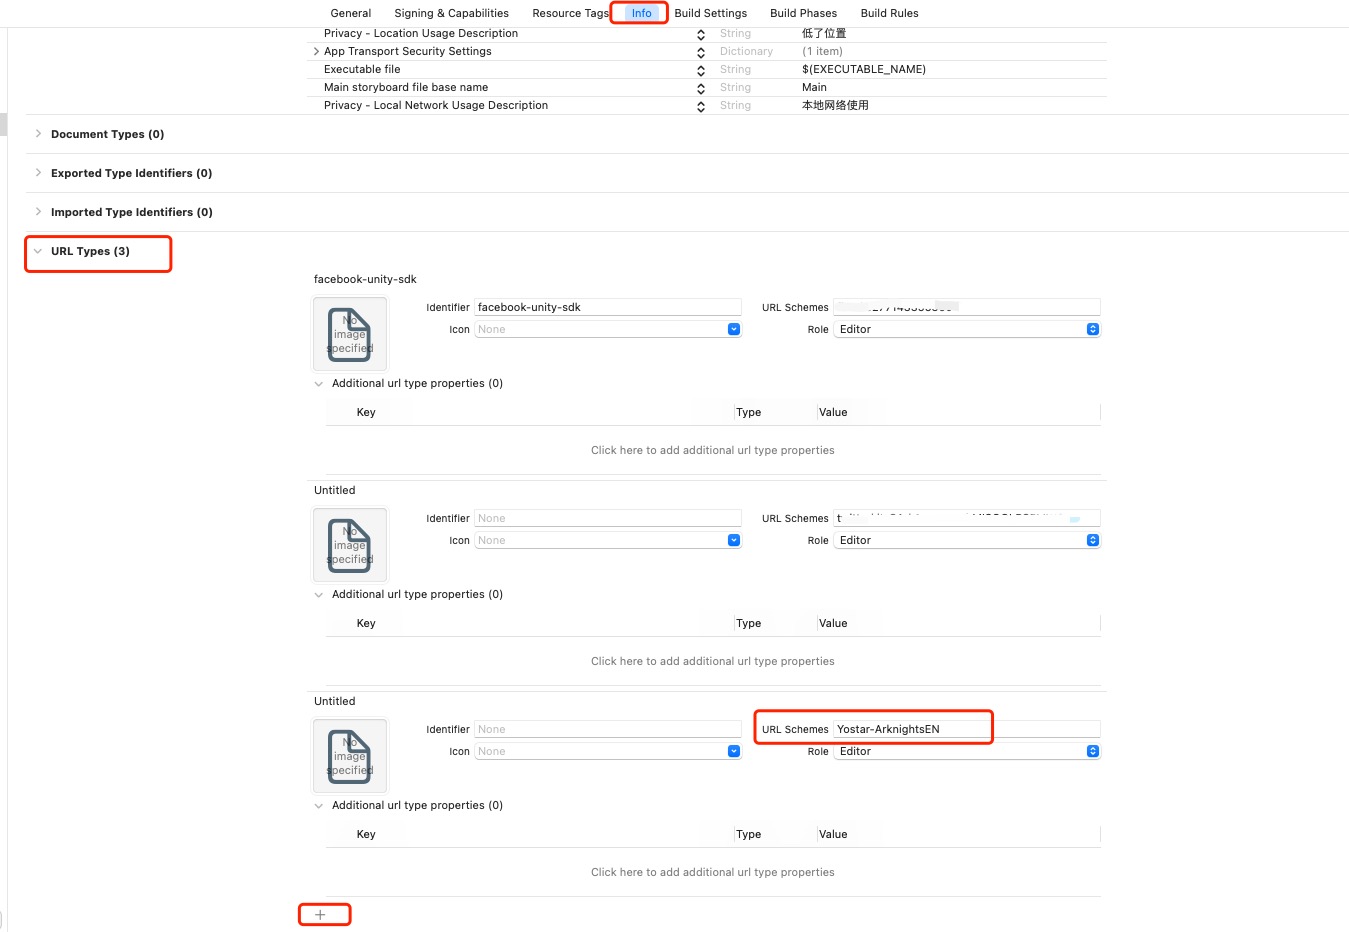 General Signing & Capabilities Resource Tags Info Build Settings Build Phases Build Rules
Privacy - Location Usage Description String 低了位置
App Transport Security Settings Dictionary (1 item)
Executable file String $(EXECUTABLE_NAME)
Main storyboard file base name String Main
Privacy - Local Network Usage Description String 本地网络使用
Document Types (0)
Exported Type Identifiers (0)
Imported Type Identifiers (0)
URL Types (3)
facebook-unity-sdk
No image specified
Identifier facebook-unity-sdk URL Schemes
Icon None Role Editor
Additional url type properties (0)
Key Type Value
Click here to add additional url type properties
Untitled
No image specified
Identifier None URL Schemes
Icon None Role Editor
Additional url type properties (0)
Key Type Value
Click here to add additional url type properties
Untitled
No image specified
Identifier None URL Schemes Yostar-ArknightsEN
Icon None Role Editor
Additional url type properties (0)
Key Type Value
Click here to add additional url type properties
+